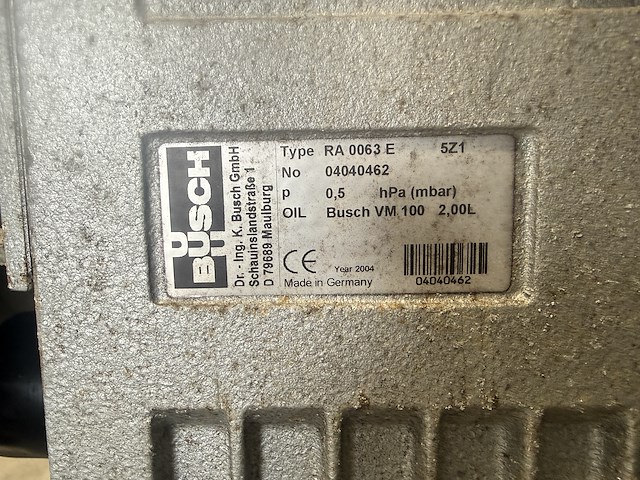 BUSCH
Dr. - Ing. K. Busch GmbH
Schauinslandstraße 1
D 79689 Maulburg
Type RA 0063 E 5Z1
No 04040462
p 0,5 hPa (mbar)
OIL Busch VM 100 2,00L
CE Year 2004
Made in Germany 04040462